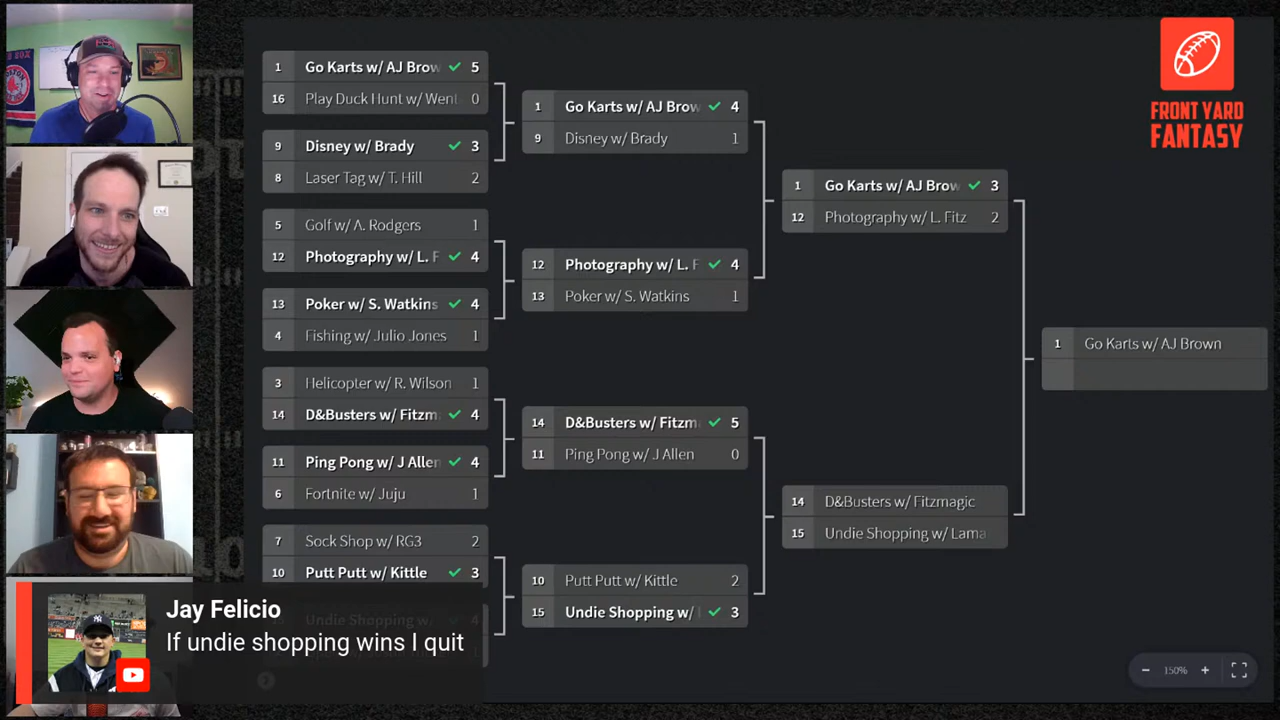 1 Go Karts w/ AJ Brow 5
16 Play Duck Hunt w/ Went 0
9 Disney w/ Brady 3
8 Laser Tag w/ T. Hill 2
5 Golf w/ A. Rodgers 1
12 Photography w/ L. F 4
13 Poker w/ S. Watkins 4
4 Fishing w/ Julio Jones 1
3 Helicopter w/ R. Wilson 1
14 D&Busters w/ Fitzm 4
11 Ping Pong w/ J Allen 4
6 Fortnite w/ Juju 1
7 Sock Shop w/ RG3 2
10 Putt Putt w/ Kittle 3
Undie Shopping w/ 4
1 Go Karts w/ AJ Brow 4
9 Disney w/ Brady 1
12 Photography w/ L. F 4
13 Poker w/ S. Watkins 1
14 D&Busters w/ Fitzm 5
11 Ping Pong w/ J Allen 0
10 Putt Putt w/ Kittle 2
15 Undie Shopping w/ 3
1 Go Karts w/ AJ Brow 3
12 Photography w/ L. Fitz 2
14 D&Busters w/ Fitzmagic
15 Undie Shopping w/ Lama
1 Go Karts w/ AJ Brown
FRONT YARD
FANTASY
Jay Felicio
If undie shopping wins I quit
150%